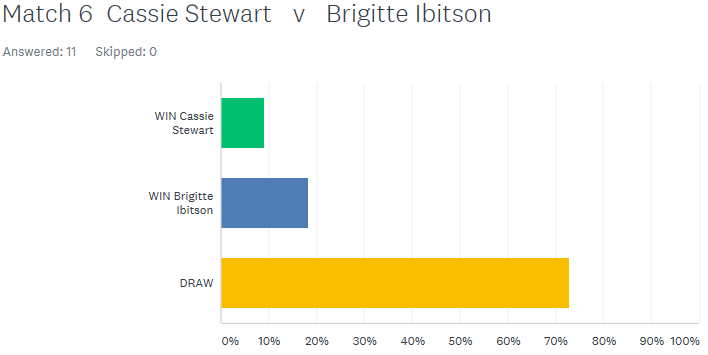 Match 6 Cassie Stewart v Brigitte Ibitson
Answered: 11 Skipped: 0
WIN Cassie
Stewart
WIN Brigitte
Ibitson
DRAW
0% 10% 20% 30% 40% 50% 60% 70% 80% 90% 100%